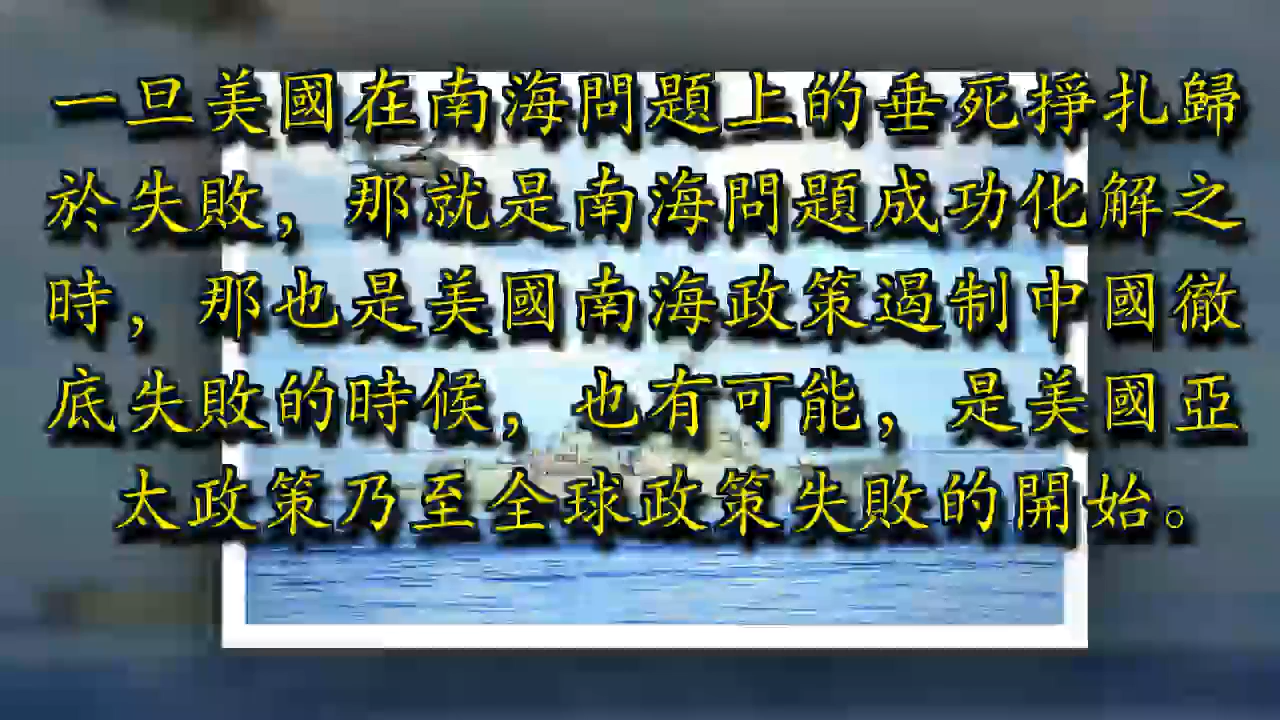 一旦美國在南海問題上的垂死掙扎歸
於失敗，那就是南海問題成功化解之
時，那也是美國南海政策遏制中國徹
底失敗的時候，也有可能，是美國亞
太政策乃至全球政策失敗的開始。